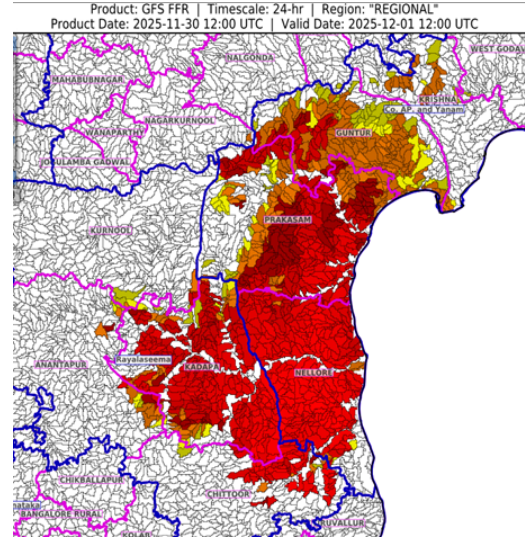 Product: GFS FFR | Timescale: 24-hr | Region: "REGIONAL"
Product Date: 2025-11-30 12:00 UTC | Valid Date: 2025-12-01 12:00 UTC
WEST GODAV
NALGONDA
MAHABUBNAGAR
KRISHNA
Co. AP. and Yanam
NAGARKURNOOL
WANAPARTHY
GUNTUR
JOGULAMBA GADWAL
PRAKASAM
KURNOOL
Rayalaseema
ANANTAPUR
KADAPA
NELLORE
CHIKBALLAPUR
CHITTOOR
nataka
BANGALORE RURAL
RUVALLUR
KOLAR